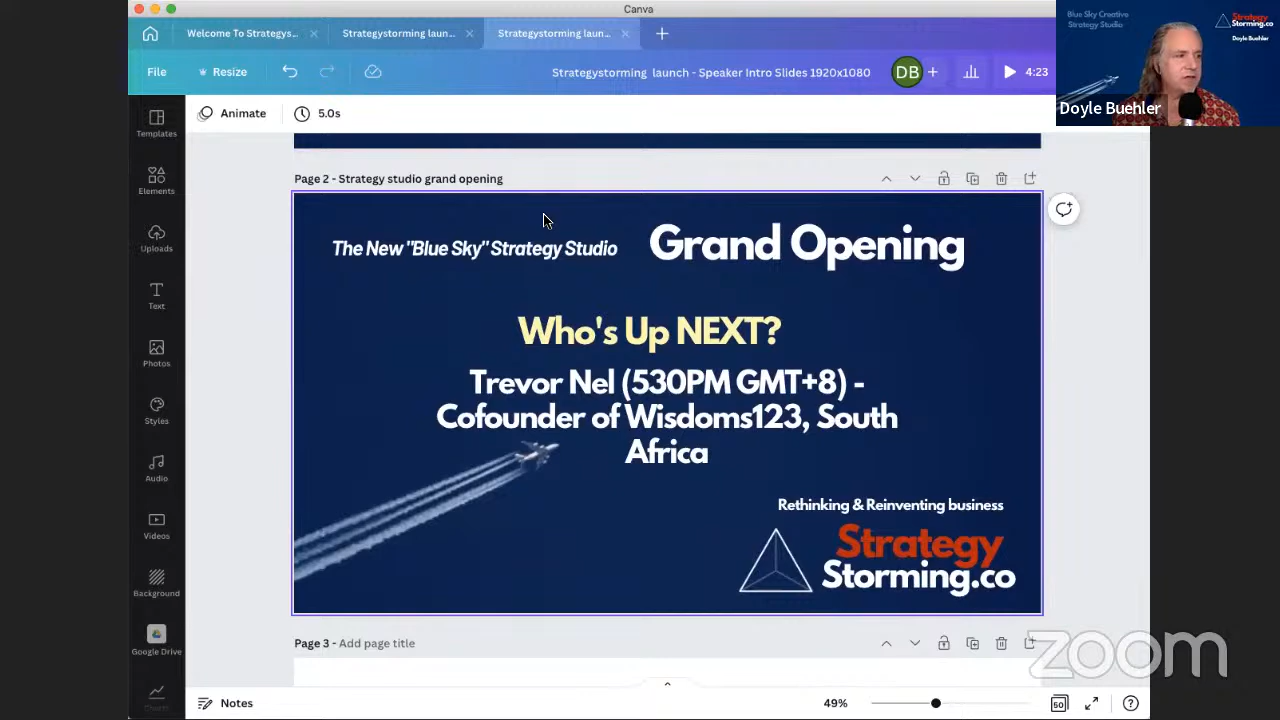 Canva
Welcome To Strategys...
Strategystorming laun...
Strategystorming laun...
File
Resize
Strategystorming launch - Speaker Intro Slides 1920x1080
DB
4:23
Blue Sky Creative
Strategy Studio
Strategy
Storming.co
Doyle Buehler
Doyle Buehler
Animate
5.0s
Templates
Elements
Uploads
Text
Photos
Styles
Audio
Videos
Background
Google Drive
Charts
Page 2 - Strategy studio grand opening
The New "Blue Sky" Strategy Studio
Grand Opening
Who's Up NEXT?
Trevor Nel (530PM GMT+8) -
Cofounder of Wisdoms123, South
Africa
Rethinking & Reinventing business
Strategy
Storming.co
Page 3 - Add page title
zoom
Notes
49%
50